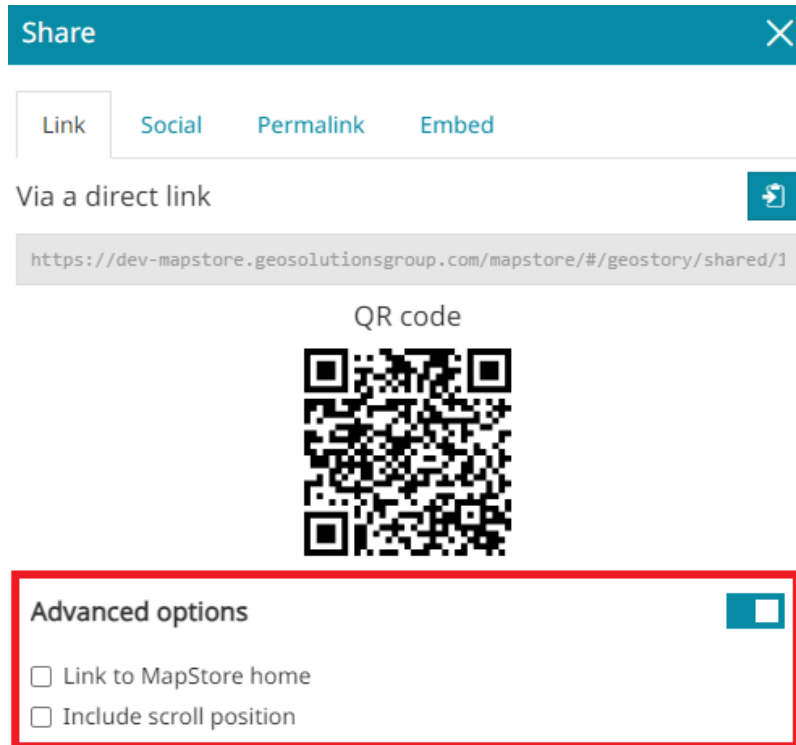 Share
Link Social Permalink Embed
Via a direct link
https://dev-mapstore.geosolutionsgroup.com/mapstore/#/geostory/shared/1
QR code
Advanced options
Link to MapStore home
Include scroll position